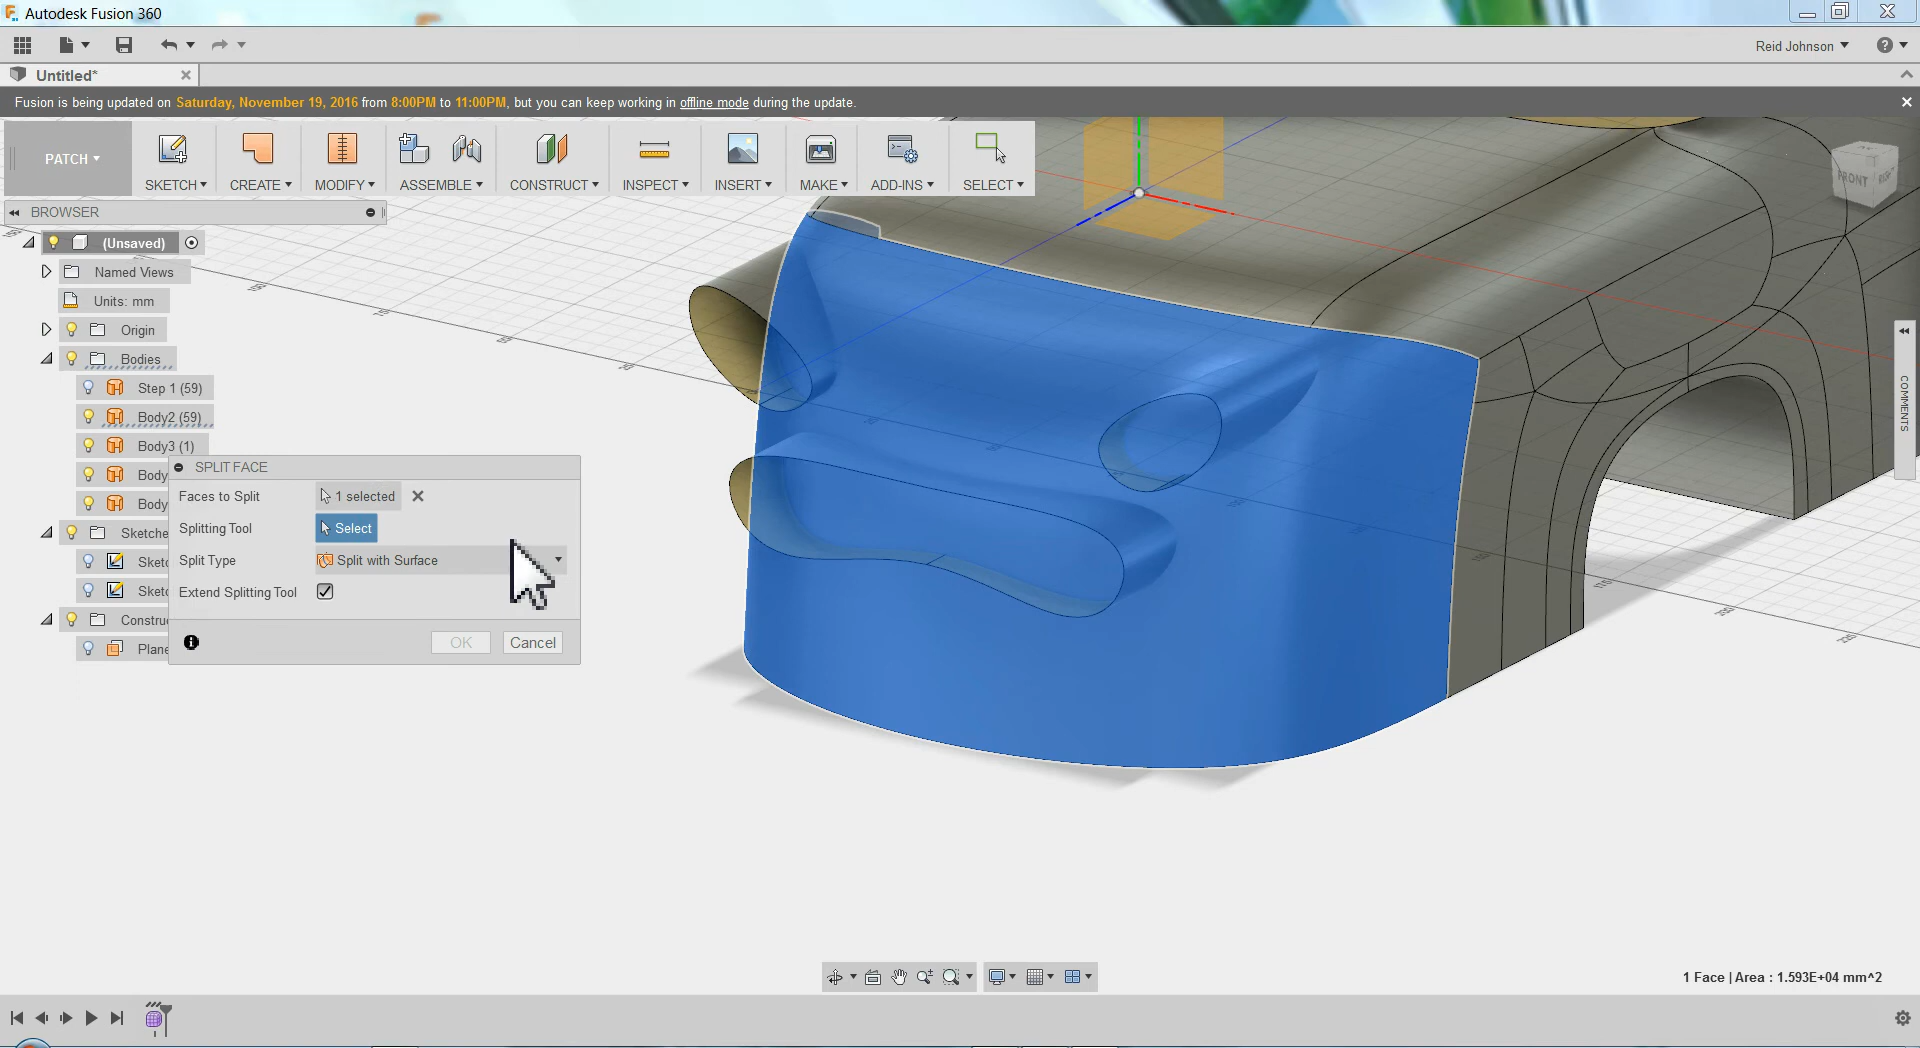 Autodesk Fusion 360
Reid Johnson
Untitled*
Fusion is being updated on Saturday, November 19, 2016 from 8:00PM to 11:00PM, but you can keep working in offline mode during the update.
PATCH
SKETCH
CREATE
MODIFY
ASSEMBLE
CONSTRUCT
INSPECT
INSERT
MAKE
ADD-INS
SELECT
FRONT
BROWSER
(Unsaved)
Named Views
Units: mm
Origin
Bodies
Step 1 (59)
Body2 (59)
Body3 (1)
Body
Body
Sketche
Sketc
Sketc
Constru
Plane
SPLIT FACE
Faces to Split
1 selected
Splitting Tool
Select
Split Type
Split with Surface
Extend Splitting Tool
OK
Cancel
COMMENTS
1 Face | Area : 1.593E+04 mm^2